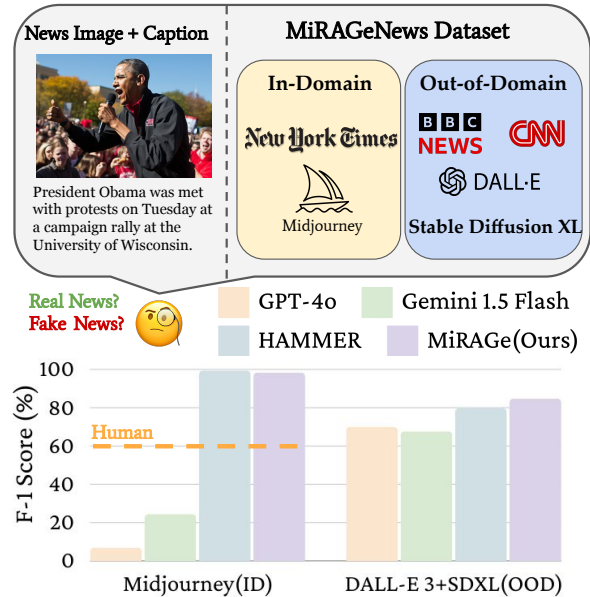 News Image + Caption
President Obama was met
with protests on Tuesday at
a campaign rally at the
University of Wisconsin.
MiRAGeNews Dataset
In-Domain
New York Times
Midjourney
Out-of-Domain
BBC
NEWS
CNN
DALL·E
Stable Diffusion XL
Real News?
Fake News?
GPT-4o
Gemini 1.5 Flash
HAMMER
MiRAGe(Ours)
F-1 Score (%)
100
80
60
40
20
0
Human
Midjourney(ID)
DALL-E 3+SDXL(OOD)